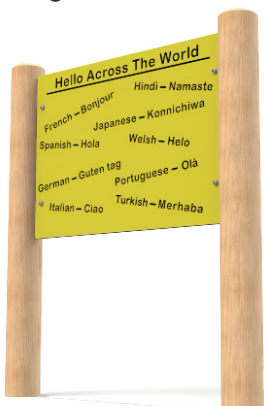 Hello Across The World
Hindi – Namaste
French – Bonjour
Japanese – Konnichiwa
Spanish – Hola
Welsh – Helo
German – Guten tag
Portuguese – Olà
Italian – Ciao
Turkish – Merhaba